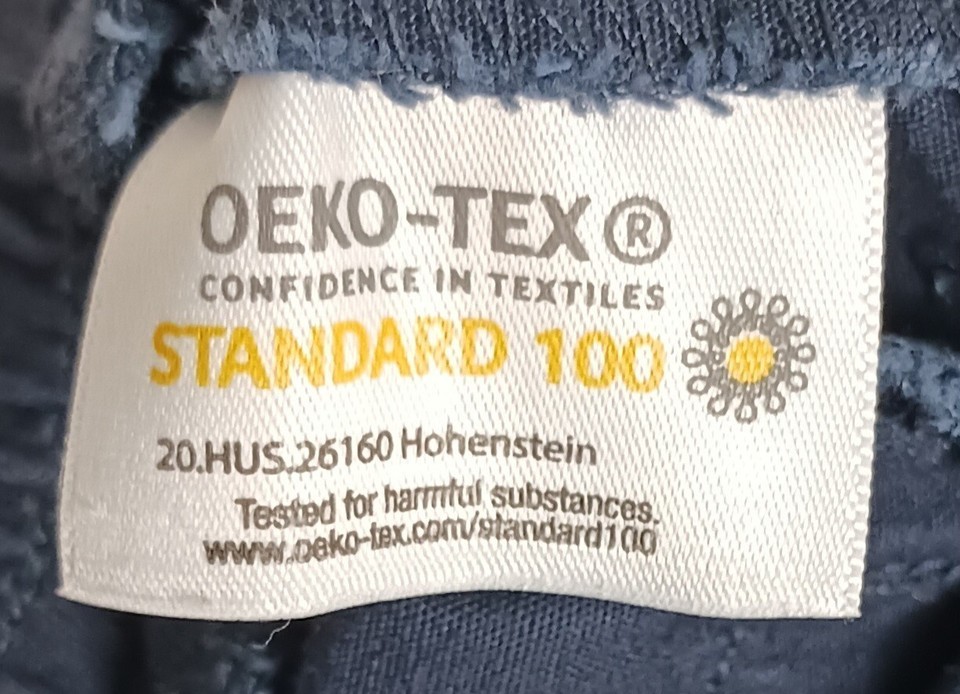 OEKO-TEX®
CONFIDENCE IN TEXTILES
STANDARD 100
20.HUS.26160 Hohenstein
Tested for harmful substances.
www.oeko-tex.com/standard100